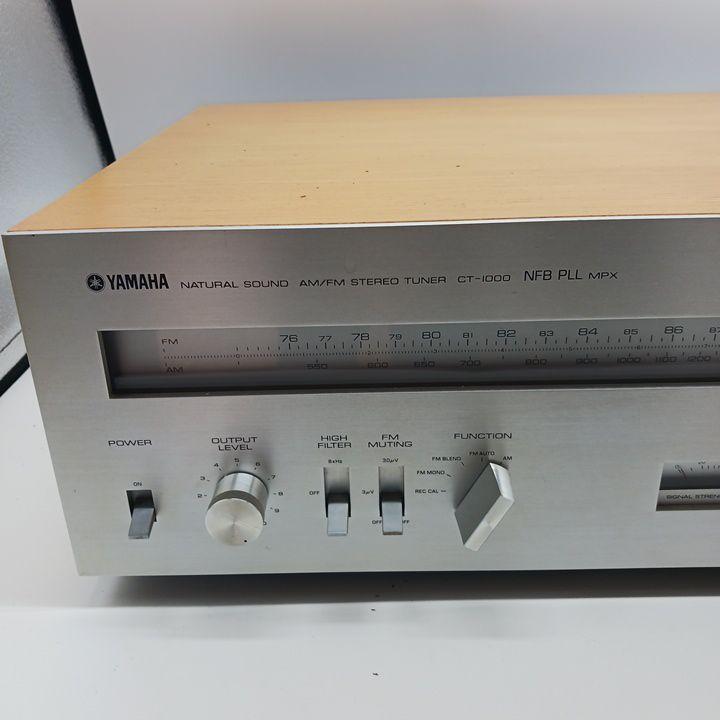 YAMAHA NATURAL SOUND AM/FM STEREO TUNER CT-1000 NFB PLL MPX
FM 76 77 78 79 80 81 82 83 84 85 86 87
0
AM 550 600 650 700 800 900 1000 1100 1200
POWER
OUTPUT LEVEL
HIGH FILTER
FM MUTING
FUNCTION
ON
2 3 4 5 6 7 8 9
8kHz
OFF
30μV
3μV
OFF OFF
REC CAL
FM MONO
FM BLEND
FM AUTO
AM
SIGNAL